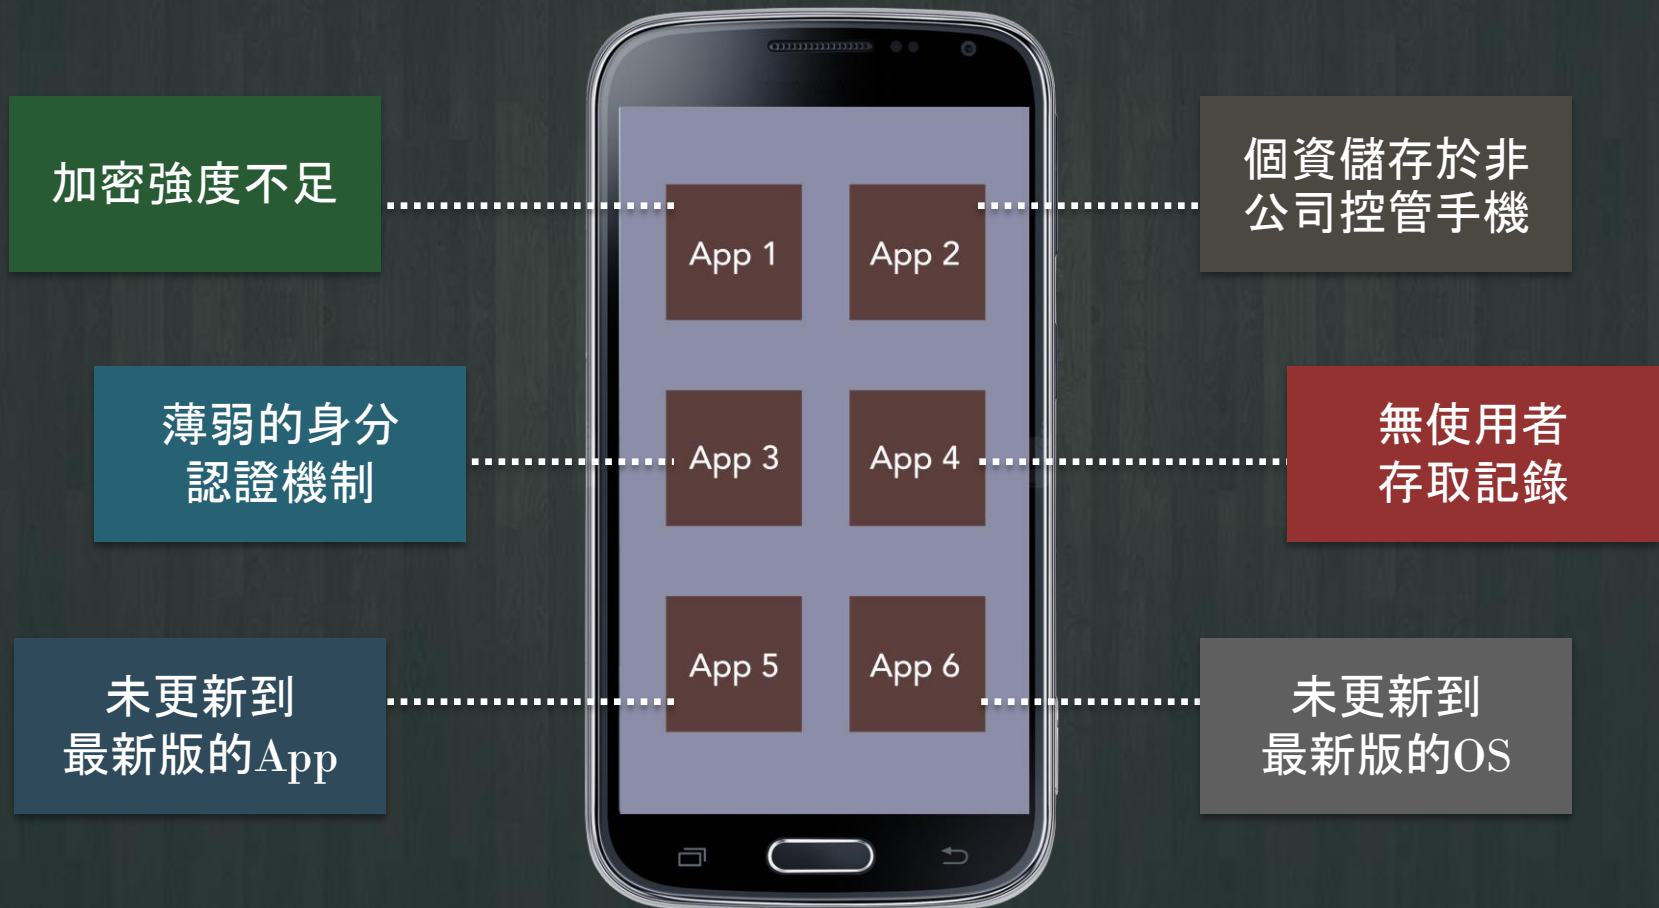 加密強度不足
個資儲存於非
公司控管手機
App 1
App 2
薄弱的身分
認證機制
App 3
App 4
無使用者
存取記錄
未更新到
最新版的App
App 5
App 6
未更新到
最新版的OS